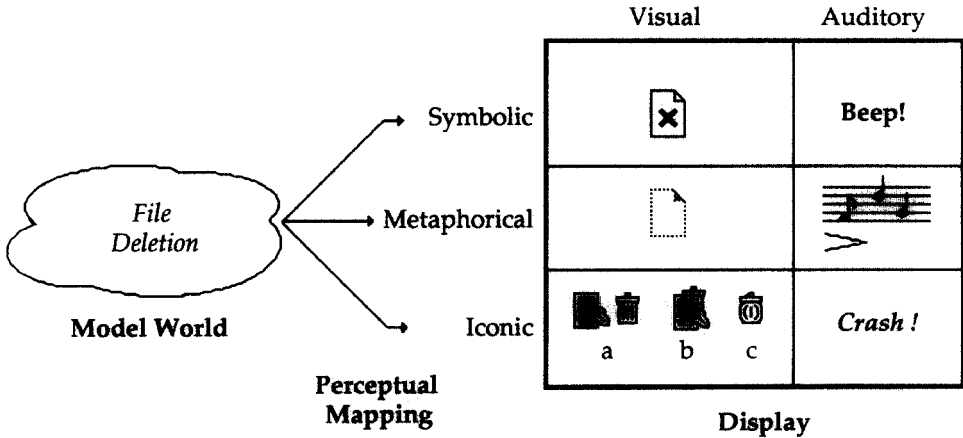 Visual Auditory
Symbolic Beep!
File
Deletion
Metaphorical
Model World
Iconic Crash !
a b c
Perceptual
Mapping
Display